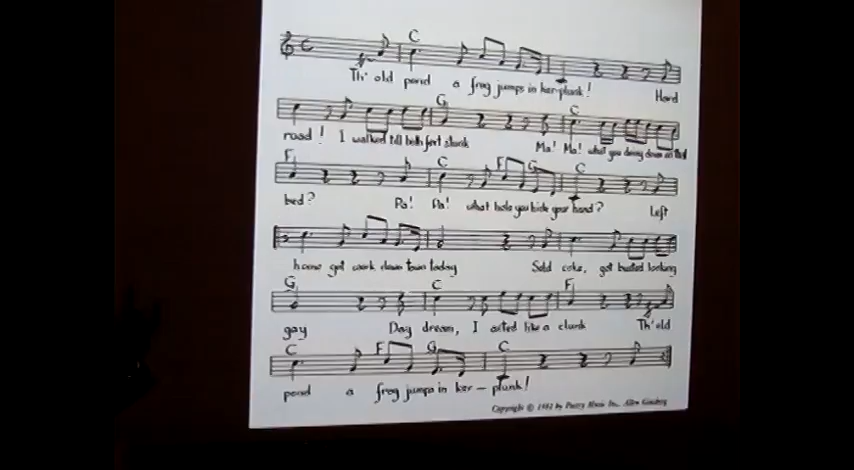 C
Th' old pond a frog jumps in ker-plunk! Hard
G C
road! I walked till both feet stunk Ma! Ma! what you doing down on that
F C F G C
bed? Pa! Pa! what hole you hide your hand? Left
home got work down town today Sold coke, got busted looking
G C F
gay Day dream, I acted like a clunk Th' old
C F G C
pond a frog jumps in ker-plunk!
Copyright © 1982 by Poetry Music Inc., Allen Ginsberg